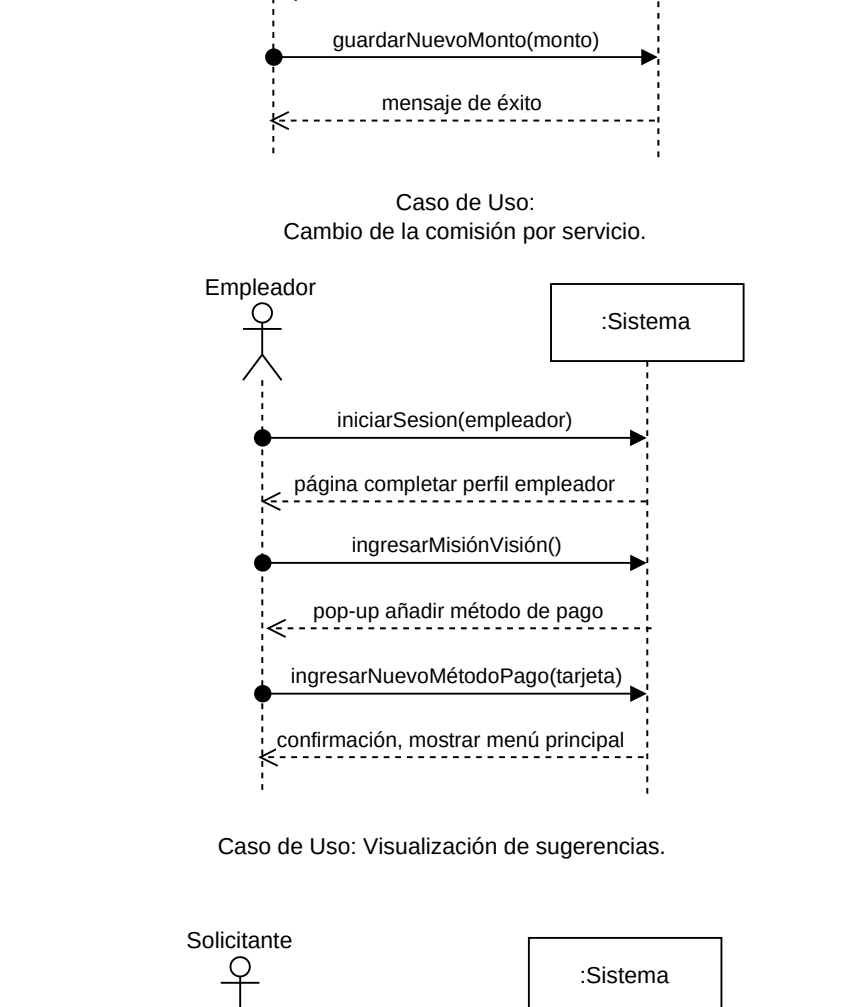 guardarNuevoMonto(monto)
mensaje de éxito
Caso de Uso:
Cambio de la comisión por servicio.
Empleador
:Sistema
iniciarSesion(empleador)
página completar perfil empleador
ingresarMisiónVisión()
pop-up añadir método de pago
ingresarNuevoMétodoPago(tarjeta)
confirmación, mostrar menú principal
Caso de Uso: Visualización de sugerencias.
Solicitante
:Sistema